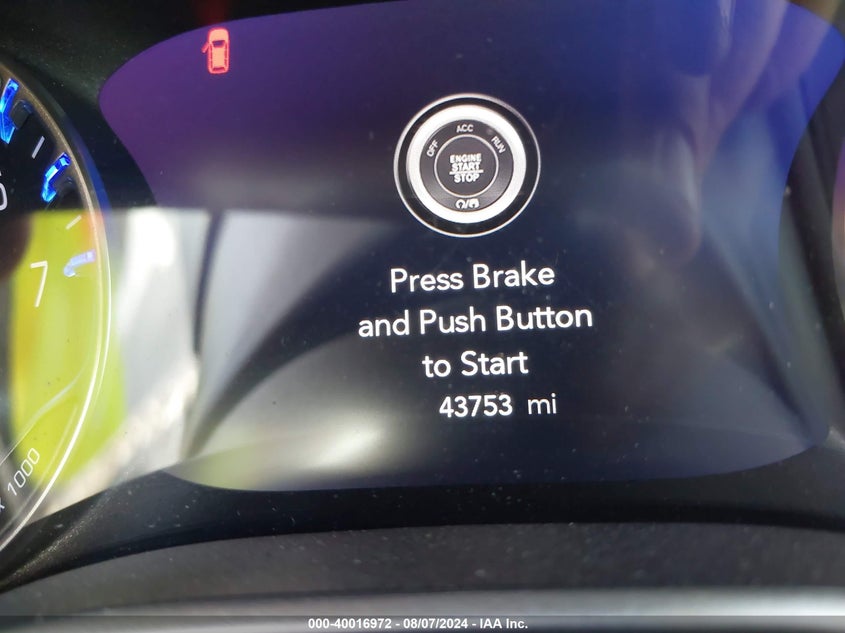 OFF ACC RUN
ENGINE
START
STOP
Press Brake
and Push Button
to Start
43753 mi
7
x 1000
000-40016972 — 08/07/2024 — IAA Inc.